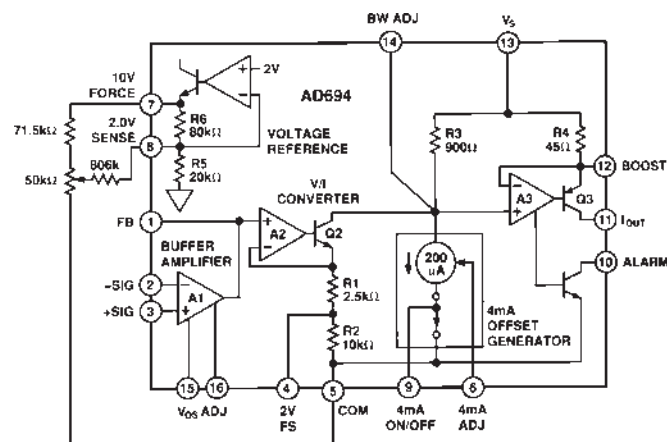 BW ADJ
VS
14
13
10V
FORCE
7
2V
AD694
2.0V
SENSE
R6
80kΩ
8
VOLTAGE
REFERENCE
R3
900Ω
R4
45Ω
71.5kΩ
806k
50kΩ
R5
20kΩ
12
BOOST
V/I
CONVERTER
A3
Q3
FB
1
A2
Q2
11
IOUT
BUFFER
AMPLIFIER
200
µA
10
ALARM
–SIG
2
A1
R1
2.5kΩ
+SIG
3
4mA
OFFSET
GENERATOR
R2
10kΩ
15
16
4
5
9
6
VOS ADJ
2V
FS
COM
4mA
ON/OFF
4mA
ADJ